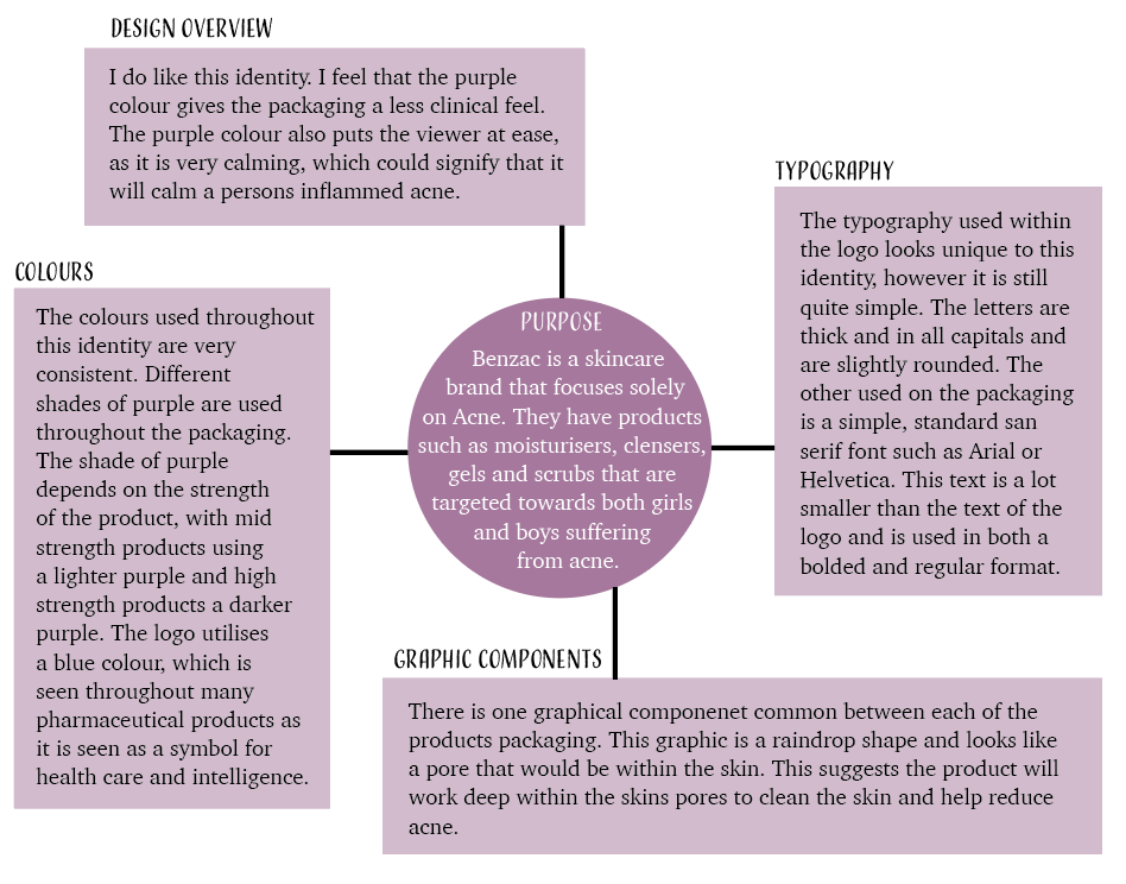 DESIGN OVERVIEW
I do like this identity. I feel that the purple
colour gives the packaging a less clinical feel.
The purple colour also puts the viewer at ease,
as it is very calming, which could signify that it
will calm a persons inflammed acne.
TYPOGRAPHY
The typography used within
the logo looks unique to this
identity, however it is still
quite simple. The letters are
thick and in all capitals and
are slightly rounded. The
other used on the packaging
is a simple, standard san
serif font such as Arial or
Helvetica. This text is a lot
smaller than the text of the
logo and is used in both a
bolded and regular format.
COLOURS
The colours used throughout
this identity are very
consistent. Different
shades of purple are used
throughout the packaging.
The shade of purple
depends on the strength
of the product, with mid
strength products using
a lighter purple and high
strength products a darker
purple. The logo utilises
a blue colour, which is
seen throughout many
pharmaceutical products as
it is seen as a symbol for
health care and intelligence.
PURPOSE
Benzac is a skincare
brand that focuses solely
on Acne. They have products
such as moisturisers, clensers,
gels and scrubs that are
targeted towards both girls
and boys suffering
from acne.
GRAPHIC COMPONENTS
There is one graphical componenet common between each of the
products packaging. This graphic is a raindrop shape and looks like
a pore that would be within the skin. This suggests the product will
work deep within the skins pores to clean the skin and help reduce
acne.